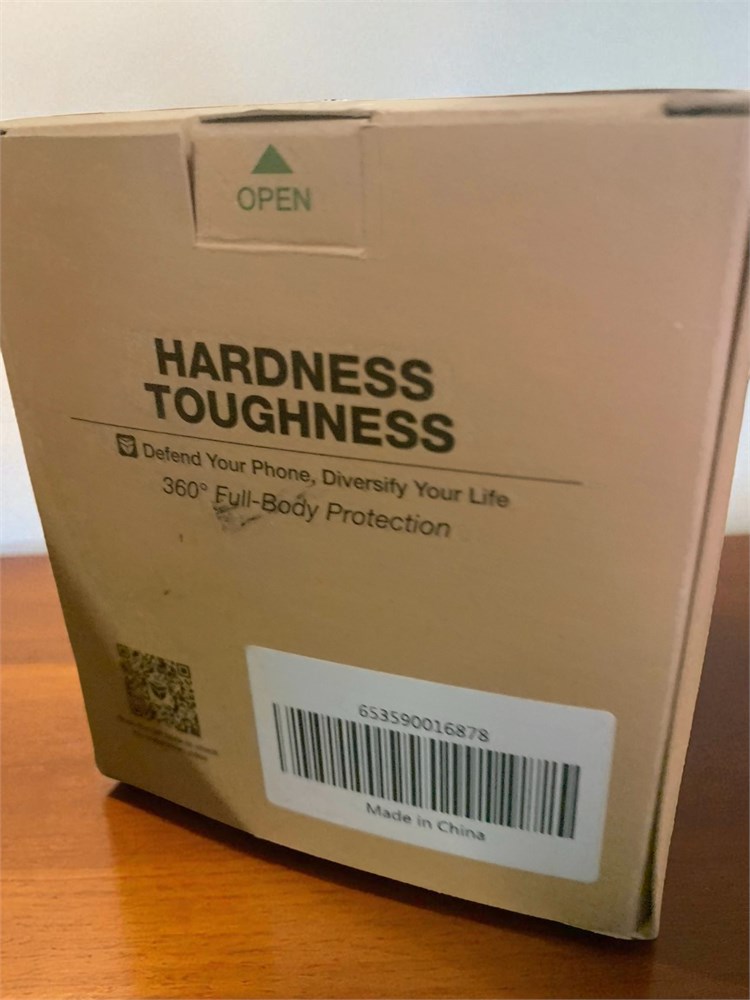 OPEN
HARDNESS
TOUGHNESS
Defend Your Phone, Diversify Your Life
360° Full-Body Protection
653590016878
Made in China